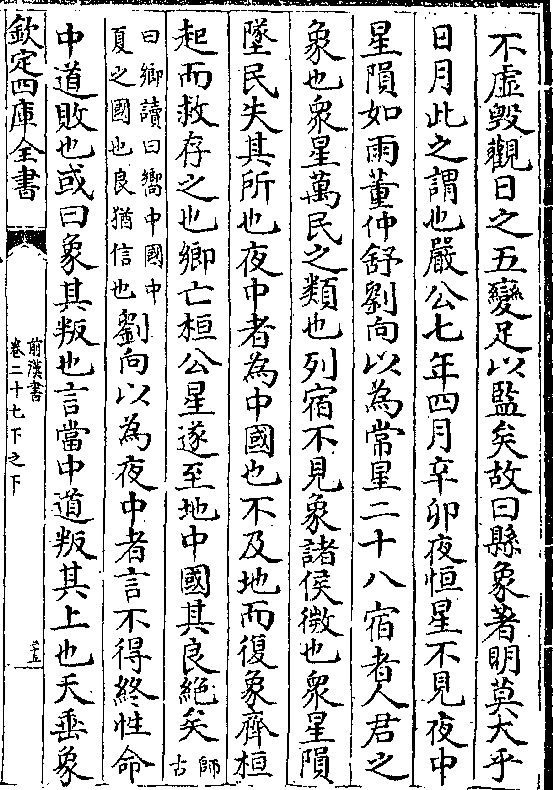 不虛毀觀日之五變足以監矣故曰縣象著明莫大乎
日月此之謂也嚴公七年四月辛卯夜恒星不見夜中
星隕如雨董仲舒劉向以為常星二十八宿者人君之
象也衆星萬民之類也列宿不見象諸侯微也衆星隕
墜民失其所也夜中者為中國也不及地而復象齊桓
起而救存之也鄉亡桓公星遂至地中國其良絕矣師古
曰鄉讀曰嚮中國中夏之國也良猶信也劉向以為夜中者言不得終性命
中道敗也或曰象其叛也言當中道叛其上也天垂象
欽定四庫全書
前漢書
卷二十七下之下